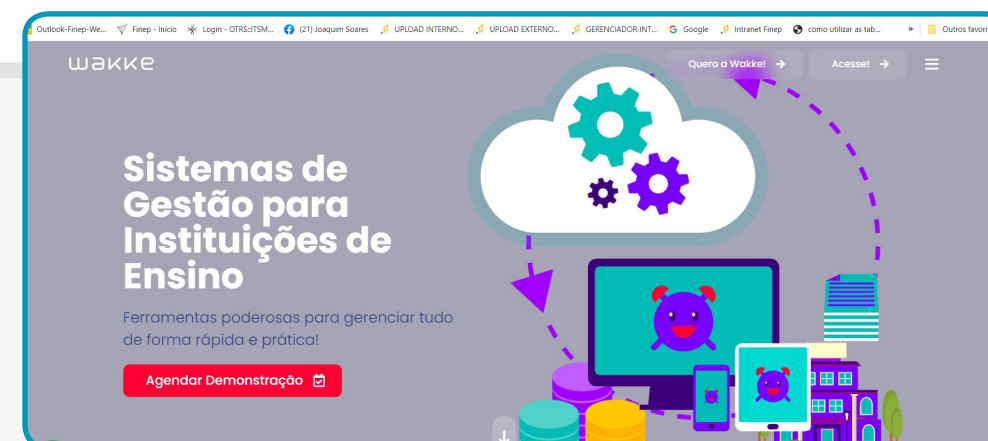 Outlook-Finep-We... Finep - Início Login - OTRS::ITSM... (21) Joaquim Soares UPLOAD INTERNO... UPLOAD EXTERNO... GERENCIADOR INT... Google Intranet Finep como utilizar as tab... » Outros favori
wakke
Quero a Wakke! → Acesse! →
Sistemas de
Gestão para
Instituições de
Ensino
Ferramentas poderosas para gerenciar tudo
de forma rápida e prática!
Agendar Demonstração